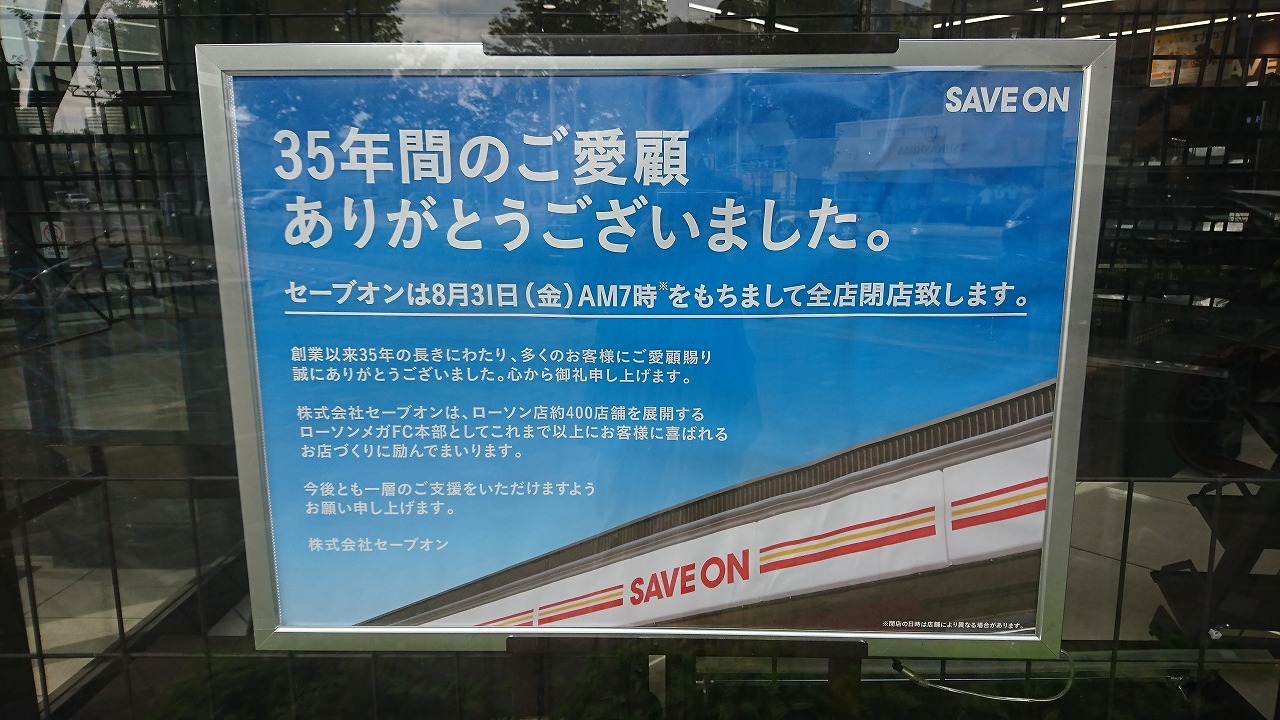 SAVE ON
35年間のご愛顧
ありがとうございました。
セーブオンは8月31日(金)AM7時※をもちまして全店閉店致します。
創業以来35年の長きにわたり、多くのお客様にご愛顧賜り
誠にありがとうございました。心から御礼申し上げます。
株式会社セーブオンは、ローソン店約400店舗を展開する
ローソンメガFC本部としてこれまで以上にお客様に喜ばれる
お店づくりに励んでまいります。
今後とも一層のご支援をいただけますよう
お願い申し上げます。
株式会社セーブオン
SAVE ON
※閉店の日時は店舗により異なる場合があります。